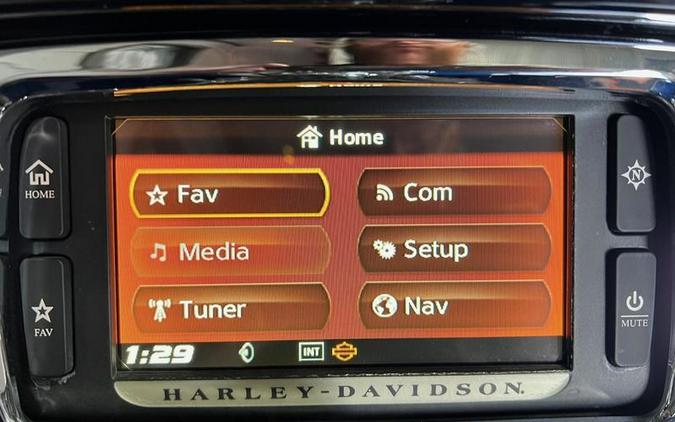 Home
Fav
Com
Media
Setup
Tuner
Nav
1:29
INT
HARLEY-DAVIDSON.
HOME
FAV
N
MUTE